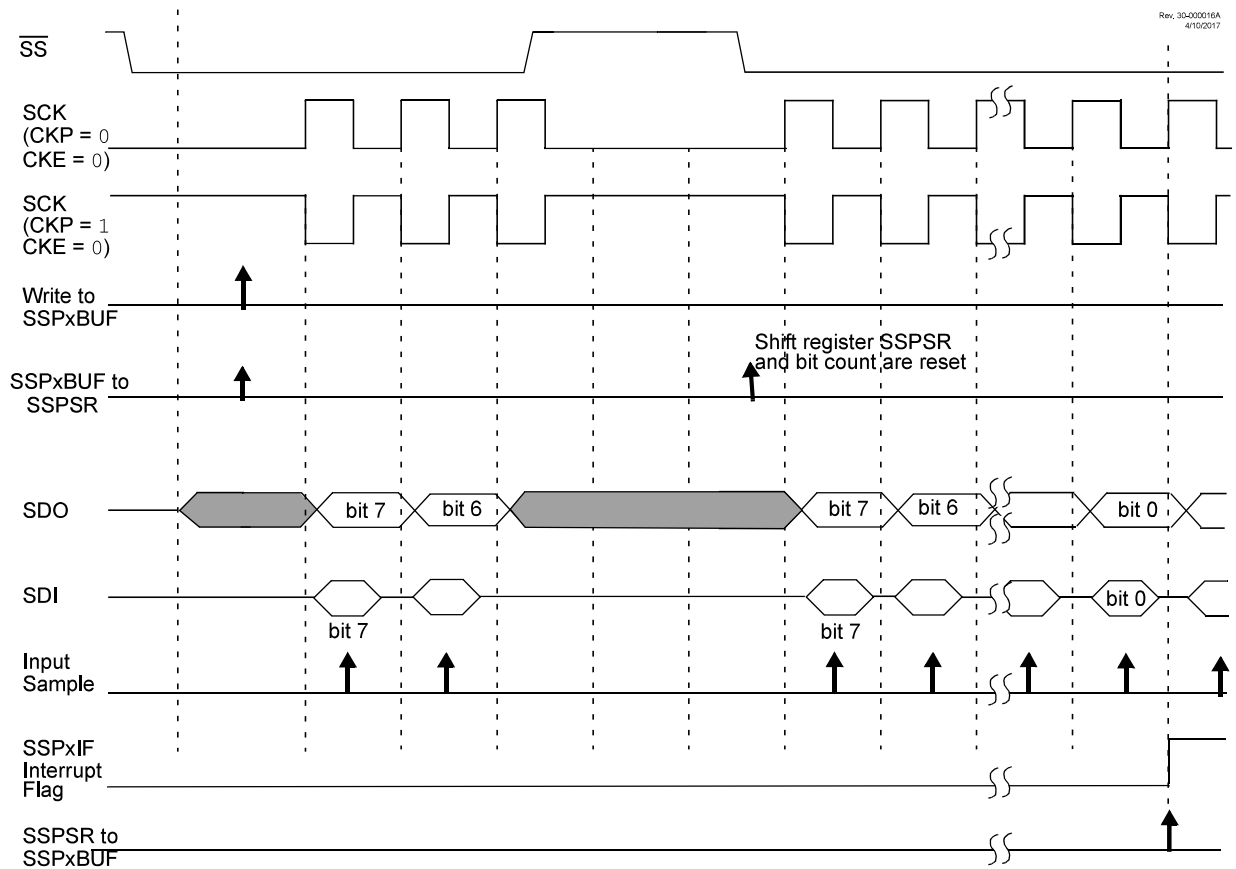 Rev. 30-000016A
4/10/2017
SS
SCK
(CKP = 0
CKE = 0)
SCK
(CKP = 1
CKE = 0)
Write to
SSPxBUF
Shift register SSPSR
and bit count are reset
SSPxBUF to
SSPSR
SDO
bit 7
bit 6
bit 7
bit 6
bit 0
SDI
bit 0
bit 7
bit 7
Input
Sample
SSPxIF
Interrupt
Flag
SSPSR to
SSPxBUF